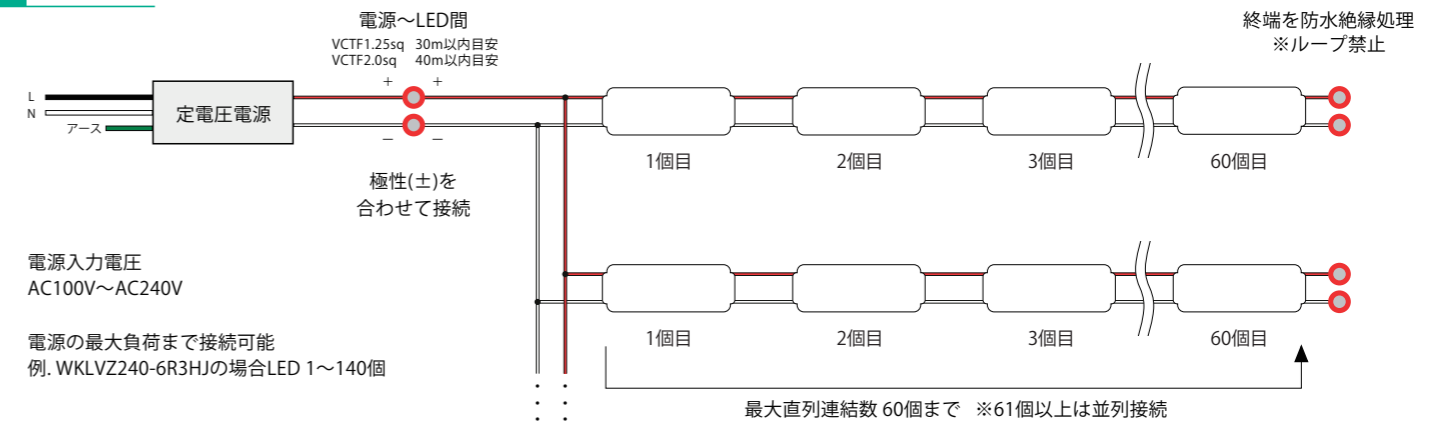 電源～LED間
VCTF1.25sq 30m以内目安
VCTF2.0sq 40m以内目安
終端を防水絶縁処理
※ループ禁止
＋ ＋
L
N
アース
定電圧電源
－ －
極性(±)を
合わせて接続
1個目 2個目 3個目 60個目
電源入力電圧
AC100V～AC240V
電源の最大負荷まで接続可能
例. WKLVZ240-6R3HJの場合LED 1～140個
1個目 2個目 3個目 60個目
最大直列連結数 60個まで ※61個以上は並列接続